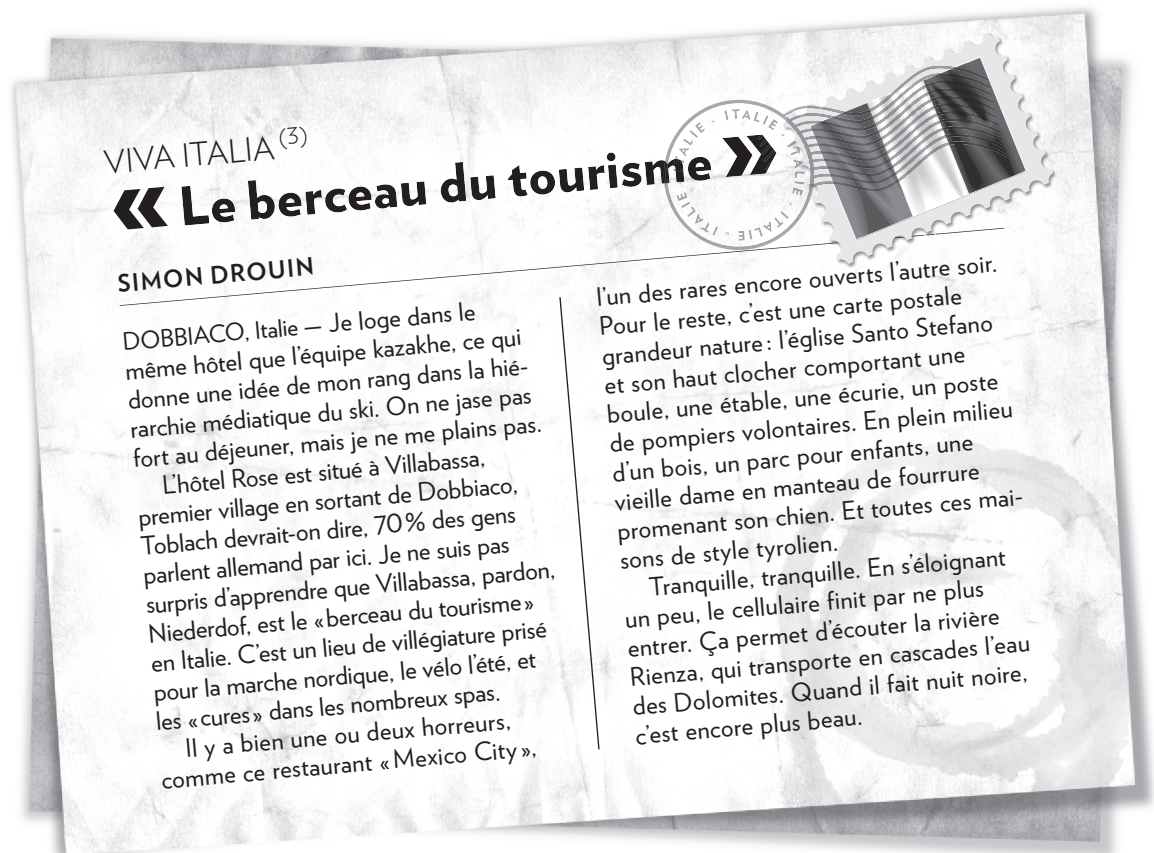 VIVA ITALIA (3)
« Le berceau du tourisme »
ITALIE - ITALIE - ITALIE - ITALIE - ITALIE -
SIMON DROUIN
DOBBIACO, Italie — Je loge dans le
même hôtel que l'équipe kazakhe, ce qui
donne une idée de mon rang dans la hié-
rarchie médiatique du ski. On ne jase pas
fort au déjeuner, mais je ne me plains pas.
L'hôtel Rose est situé à Villabassa,
premier village en sortant de Dobbiaco,
Toblach devrait-on dire, 70 % des gens
parlent allemand par ici. Je ne suis pas
surpris d'apprendre que Villabassa, pardon,
Niederdof, est le « berceau du tourisme »
en Italie. C'est un lieu de villégiature prisé
pour la marche nordique, le vélo l'été, et
les « cures » dans les nombreux spas.
Il y a bien une ou deux horreurs,
comme ce restaurant « Mexico City »,
l'un des rares encore ouverts l'autre soir.
Pour le reste, c'est une carte postale
grandeur nature : l'église Santo Stefano
et son haut clocher comportant une
boule, une étable, une écurie, un poste
de pompiers volontaires. En plein milieu
d'un bois, un parc pour enfants, une
vieille dame en manteau de fourrure
promenant son chien. Et toutes ces mai-
sons de style tyrolien.
Tranquille, tranquille. En s'éloignant
un peu, le cellulaire finit par ne plus
entrer. Ça permet d'écouter la rivière
Rienza, qui transporte en cascades l'eau
des Dolomites. Quand il fait nuit noire,
c'est encore plus beau.